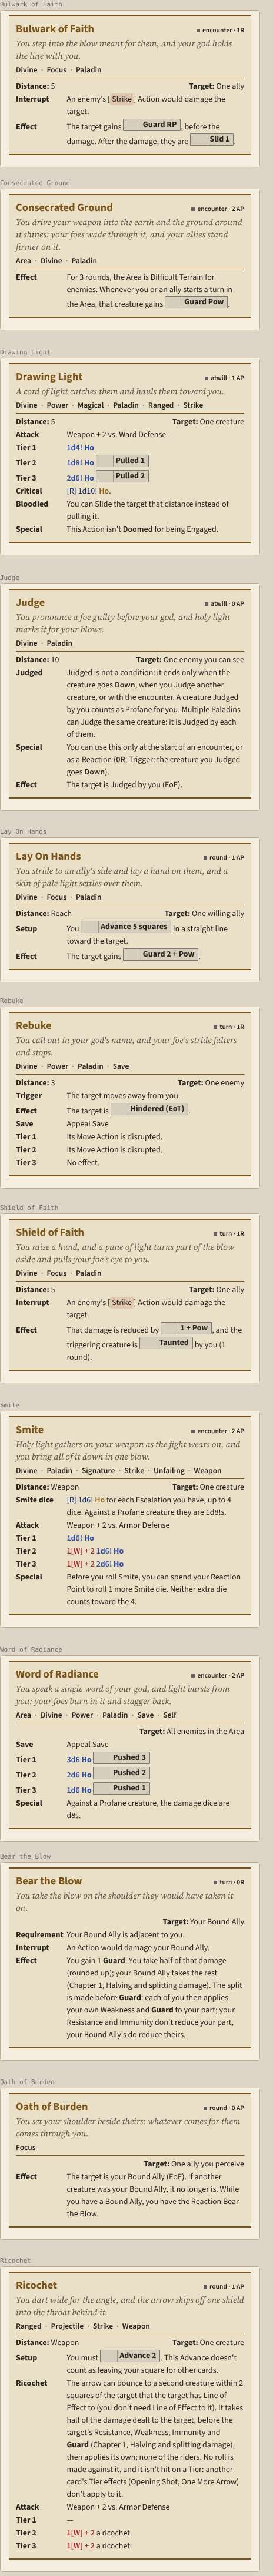 Bulwark of Faith
Bulwark of Faith
■ encounter · 1R
You step into the blow meant for them, and your god holds
the line with you.
Divine · Focus · Paladin
Distance: 5
Target: One ally
Interrupt An enemy's [Strike] Action would damage the
target.
Effect The target gains Guard RP, before the
damage. After the damage, they are Slid 1.
Consecrated Ground
Consecrated Ground
■ encounter · 2 AP
You drive your weapon into the earth and the ground around
it shines; your foes wade through it, and your allies stand
firmer on it.
Area · Divine · Paladin
Effect For 3 rounds, the Area is Difficult Terrain for
enemies. Whenever you or an ally starts a turn in
the Area, that creature gains Guard Pow.
Drawing Light
Drawing Light
■ atwill · 1 AP
A cord of light catches them and hauls them toward you.
Divine · Power · Magical · Paladin · Ranged · Strike
Distance: 5
Target: One creature
Attack Weapon + 2 vs. Ward Defense
Tier 1 1d4! Ho
Tier 2 1d8! Ho Pulled 1
Tier 3 2d6! Ho Pulled 2
Critical [R] 1d10! Ho.
Bloodied You can Slide the target that distance instead of
pulling it.
Special This Action isn't Doomed for being Engaged.
Judge
Judge
■ atwill · 0 AP
You pronounce a foe guilty before your god, and holy light
marks it for your blows.
Divine · Paladin
Distance: 10
Target: One enemy you can see
Judged Judged is not a condition: it ends only when the
creature goes Down, when you Judge another
creature, or with the encounter. A creature Judged
by you counts as Profane for you. Multiple Paladins
can Judge the same creature: it is Judged by each
of them.
Special You can use this only at the start of an encounter, or
as a Reaction (0R; Trigger: the creature you Judged
goes Down).
Effect The target is Judged by you (EoE).
Lay On Hands
Lay On Hands
■ round · 1 AP
You stride to an ally's side and lay a hand on them, and a
skin of pale light settles over them.
Divine · Focus · Paladin
Distance: Reach
Target: One willing ally
Setup You Advance 5 squares in a straight line
toward the target.
Effect The target gains Guard 2 + Pow.
Rebuke
Rebuke
■ turn · 1R
You call out in your god's name, and your foe's stride falters
and stops.
Divine · Power · Paladin · Save
Distance: 3
Target: One enemy
Trigger The target moves away from you.
Effect The target is Hindered (EoT).
Save Appeal Save
Tier 1 Its Move Action is disrupted.
Tier 2 Its Move Action is disrupted.
Tier 3 No effect.
Shield of Faith
Shield of Faith
■ turn · 1R
You raise a hand, and a pane of light turns part of the blow
aside and pulls your foe's eye to you.
Divine · Focus · Paladin
Distance: 5
Target: One ally
Interrupt An enemy's [Strike] Action would damage the
target.
Effect That damage is reduced by 1 + Pow, and the
triggering creature is Taunted by you (1
round).
Smite
Smite
■ encounter · 2 AP
Holy light gathers on your weapon as the fight wears on, and
you bring all of it down in one blow.
Divine · Paladin · Signature · Strike · Unfailing · Weapon
Distance: Weapon
Target: One creature
Smite dice [R] 1d6! Ho for each Escalation you have, up to 4
dice. Against a Profane creature they are 1d8!s.
Attack Weapon + 2 vs. Armor Defense
Tier 1 1d6! Ho
Tier 2 1[W] + 2 1d6! Ho
Tier 3 1[W] + 2 2d6! Ho
Special Before you roll Smite, you can spend your Reaction
Point to roll 1 more Smite die. Neither extra die
counts toward the 4.
Word of Radiance
Word of Radiance
■ encounter · 2 AP
You speak a single word of your god, and light bursts from
you: your foes burn in it and stagger back.
Area · Divine · Power · Paladin · Save · Self
Target: All enemies in the Area
Save Appeal Save
Tier 1 3d6 Ho Pushed 3
Tier 2 2d6 Ho Pushed 2
Tier 3 1d6 Ho Pushed 1
Special Against a Profane creature, the damage dice are
d8s.
Bear the Blow
Bear the Blow
■ turn · 0R
You take the blow on the shoulder they would have taken it
on.
Target: Your Bound Ally
Requirement Your Bound Ally is adjacent to you.
Interrupt An Action would damage your Bound Ally.
Effect You gain 1 Guard. You take half of that damage
(rounded up); your Bound Ally takes the rest
(Chapter 1, Halving and splitting damage). The split
is made before Guard: each of you then applies
your own Weakness and Guard to your part; your
Resistance and Immunity don't reduce your part,
your Bound Ally's do reduce theirs.
Oath of Burden
Oath of Burden
■ round · 0 AP
You set your shoulder beside theirs: whatever comes for them
comes through you.
Focus
Target: One ally you perceive
Effect The target is your Bound Ally (EoE). If another
creature was your Bound Ally, it no longer is. While
you have a Bound Ally, you have the Reaction Bear
the Blow.
Ricochet
Ricochet
■ round · 1 AP
You dart wide for the angle, and the arrow skips off one shield
into the throat behind it.
Ranged · Projectile · Strike · Weapon
Distance: Weapon
Target: One creature
Setup You must Advance 2. This Advance doesn't
count as leaving your square for other cards.
Ricochet The arrow can bounce to a second creature within 2
squares of the target that the target has Line of
Effect to (you don't need Line of Effect to it). It takes
half of the damage dealt to the target, before the
target's Resistance, Weakness, Immunity and
Guard (Chapter 1, Halving and splitting damage),
then applies its own; none of the riders. No roll is
made against it, and it isn't hit on a Tier: another
card's Tier effects (Opening Shot, One More Arrow)
don't apply to it.
Attack Weapon + 2 vs. Armor Defense
Tier 1 —
Tier 2 1[W] + 2 a ricochet.
Tier 3 1[W] + 2 a ricochet.